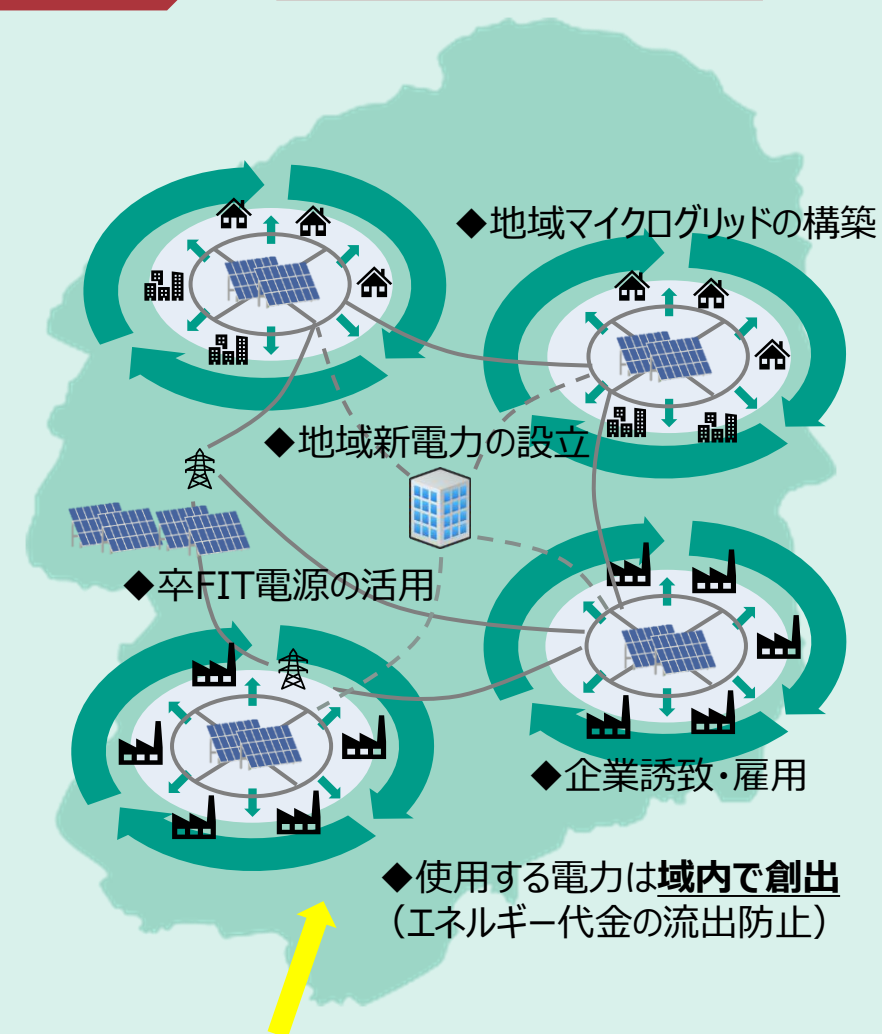 ◆地域マイクログリッドの構築
◆地域新電力の設立
◆卒FIT電源の活用
◆企業誘致・雇用
◆使用する電力は域内で創出
（エネルギー代金の流出防止）